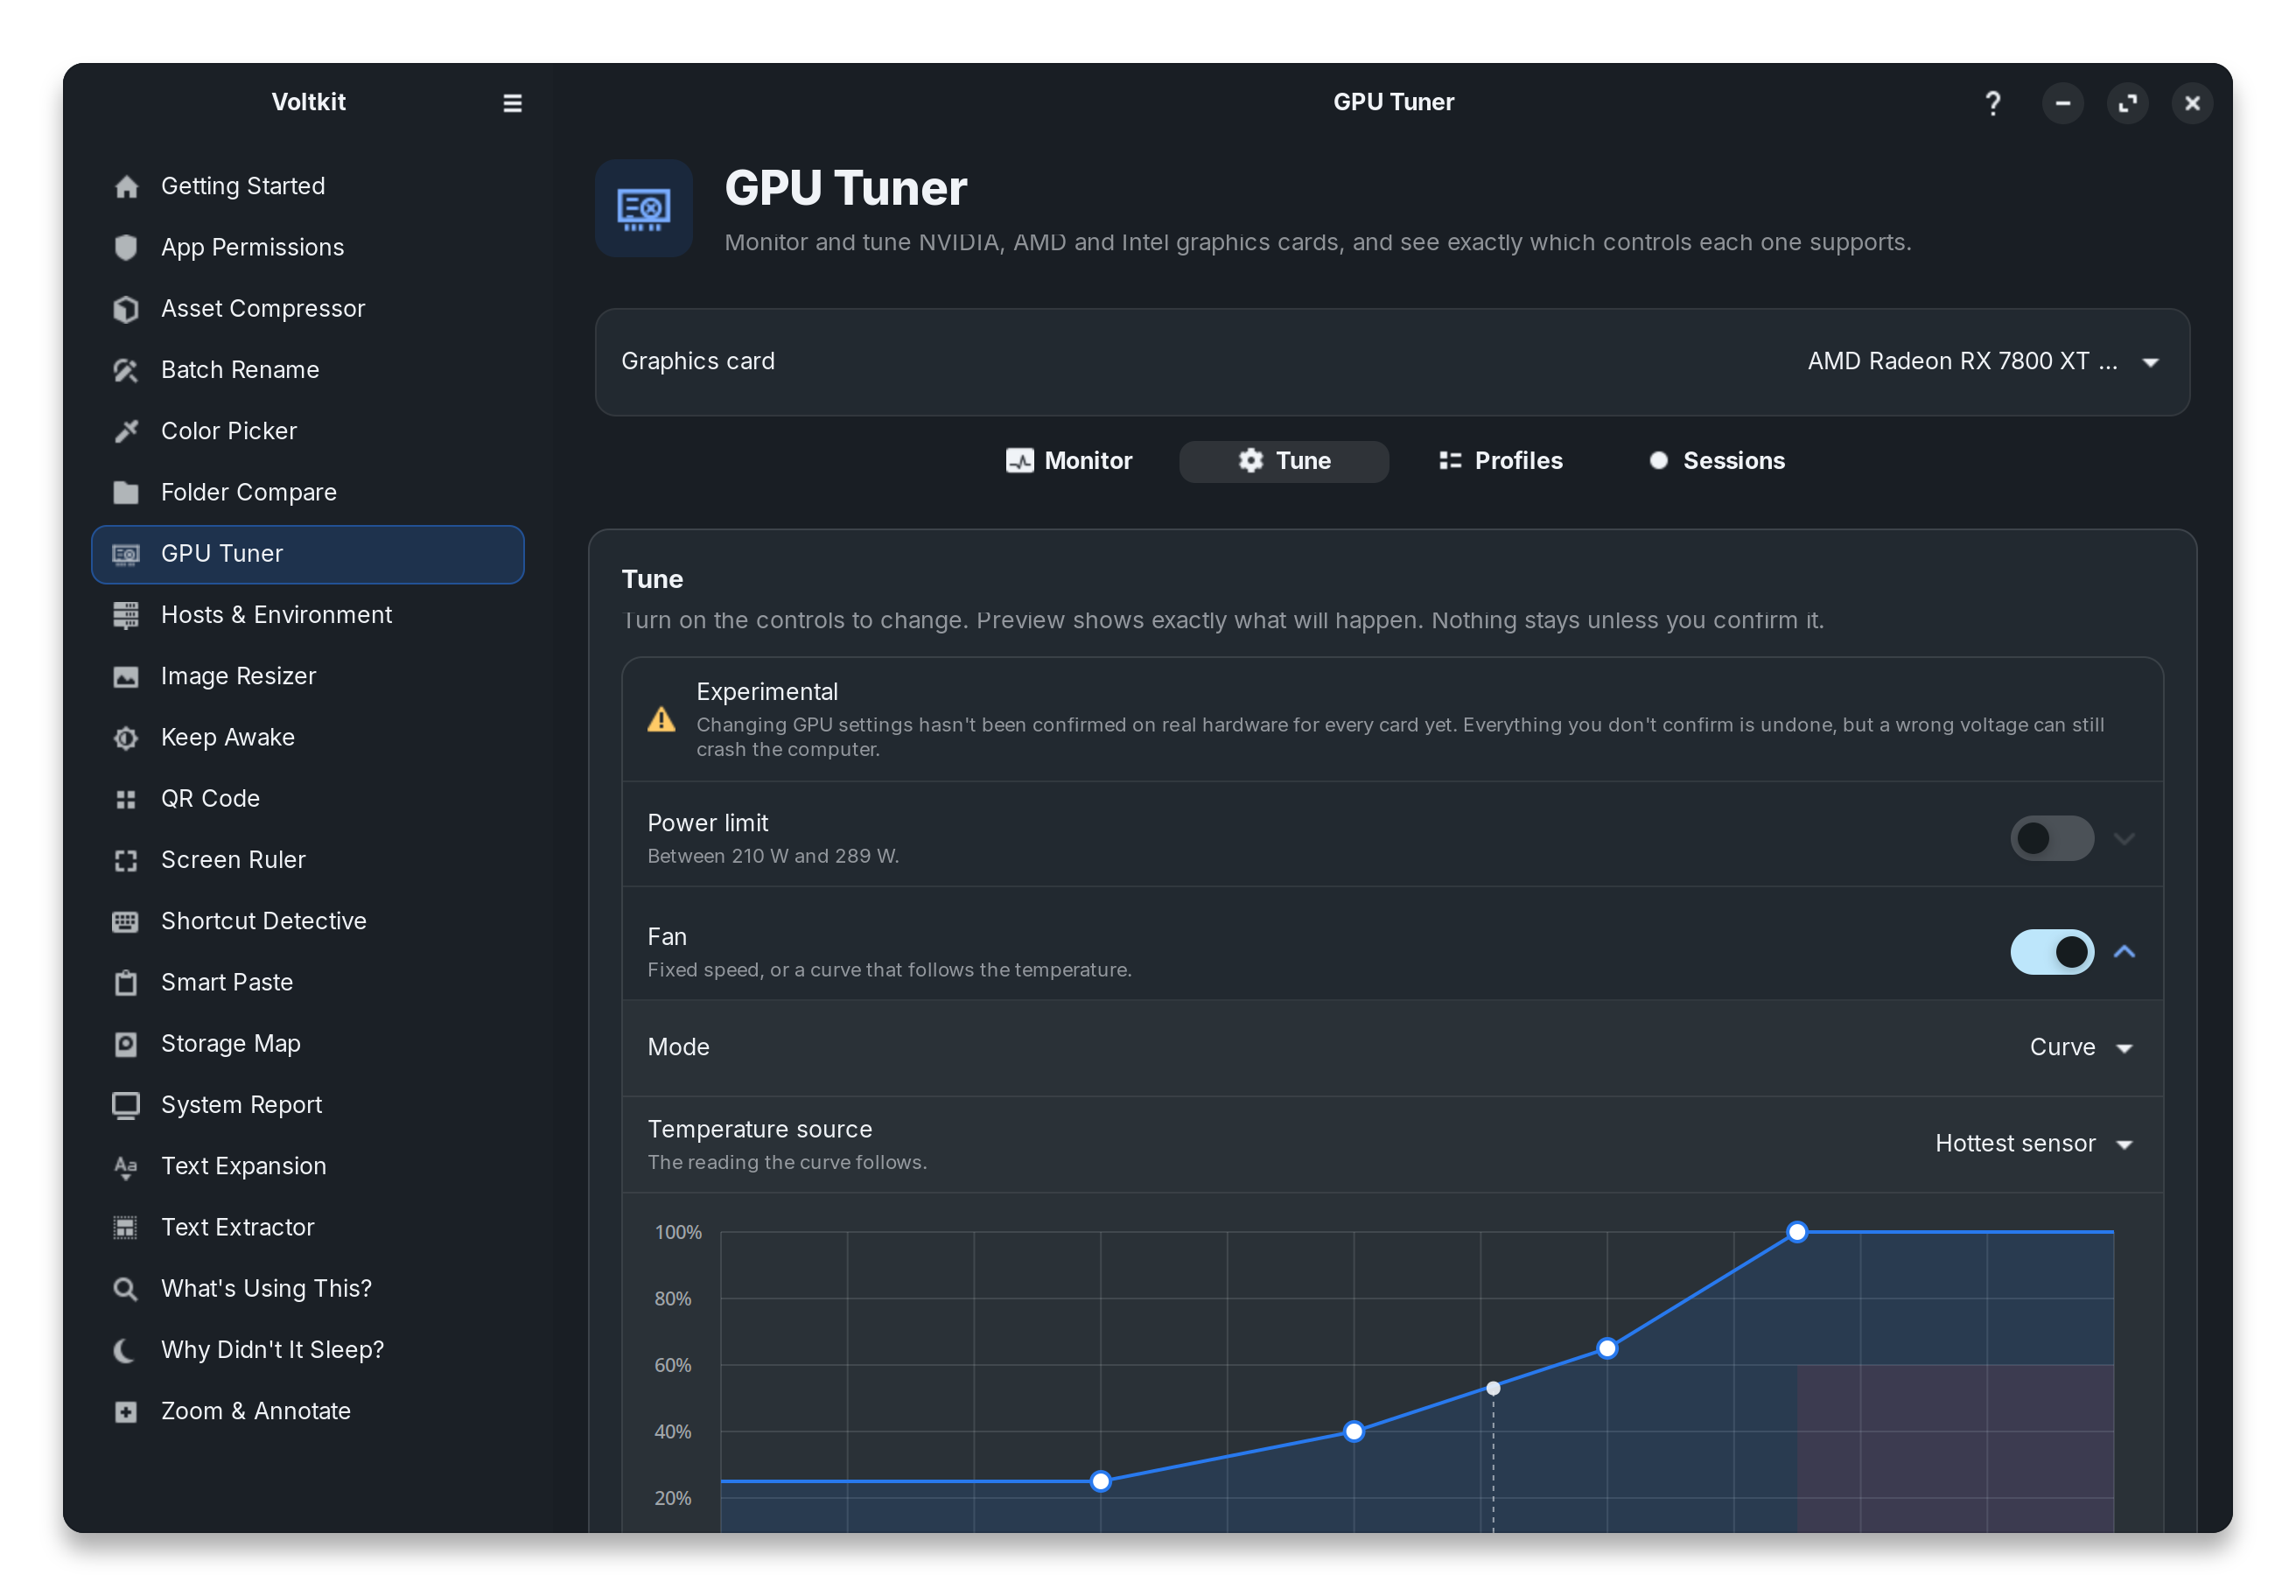 Voltkit
GPU Tuner
?
Getting Started
App Permissions
Asset Compressor
Batch Rename
Color Picker
Folder Compare
GPU Tuner
Hosts & Environment
Image Resizer
Keep Awake
QR Code
Screen Ruler
Shortcut Detective
Smart Paste
Storage Map
System Report
Text Expansion
Text Extractor
What's Using This?
Why Didn't It Sleep?
Zoom & Annotate
GPU Tuner
Monitor and tune NVIDIA, AMD and Intel graphics cards, and see exactly which controls each one supports.
Graphics card
AMD Radeon RX 7800 XT ...
Monitor
Tune
Profiles
Sessions
Tune
Turn on the controls to change. Preview shows exactly what will happen. Nothing stays unless you confirm it.
Experimental
Changing GPU settings hasn't been confirmed on real hardware for every card yet. Everything you don't confirm is undone, but a wrong voltage can still
crash the computer.
Power limit
Between 210 W and 289 W.
Fan
Fixed speed, or a curve that follows the temperature.
Mode
Curve
Temperature source
The reading the curve follows.
Hottest sensor
100%
80%
60%
40%
20%